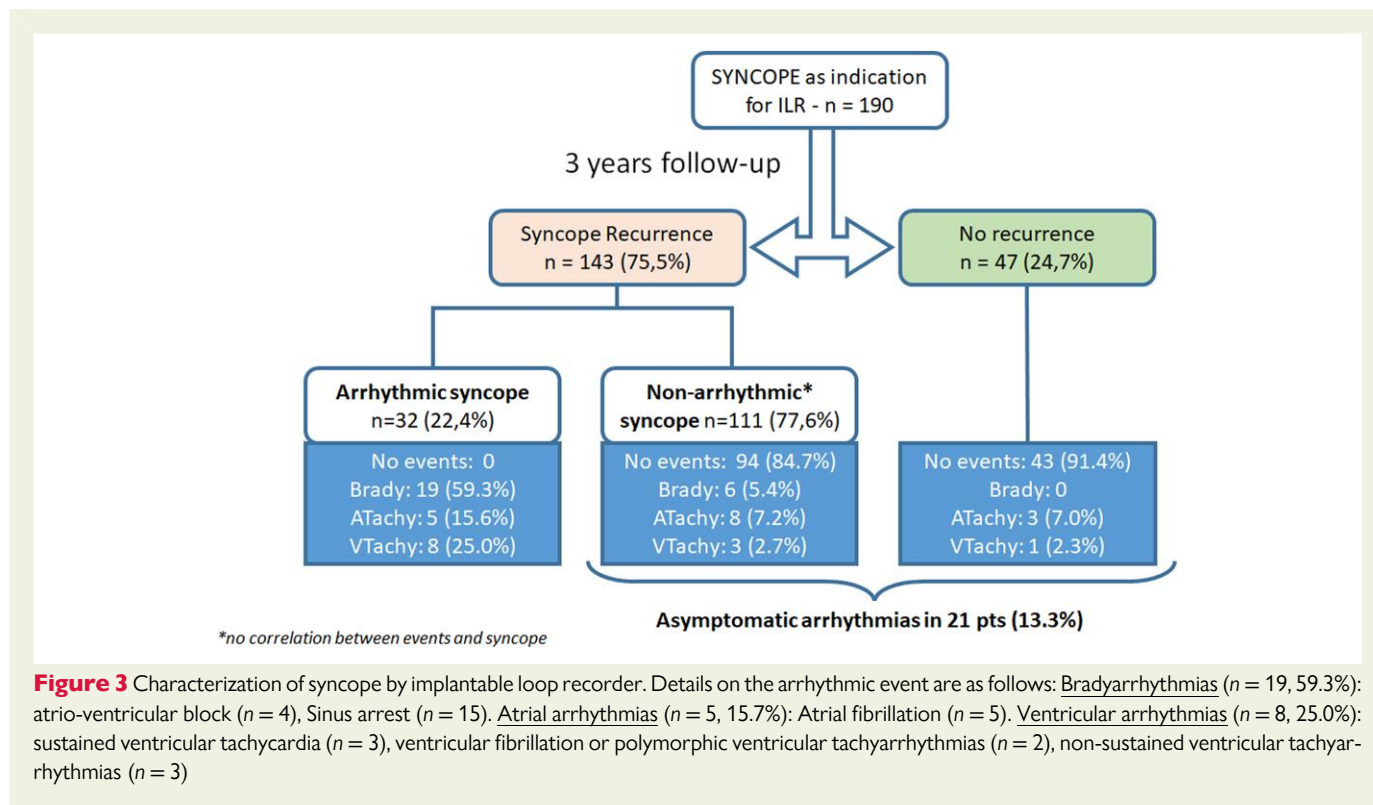 SYNCOPE as indication
for ILR - n = 190
3 years follow-up
Syncope Recurrence
n = 143 (75,5%)
No recurrence
n = 47 (24,7%)
Arrhythmic syncope
n=32 (22,4%)
No events: 0
Brady: 19 (59.3%)
ATachy: 5 (15.6%)
VTachy: 8 (25.0%)
Non-arrhythmic*
syncope n=111 (77,6%)
No events: 94 (84.7%)
Brady: 6 (5.4%)
ATachy: 8 (7.2%)
VTachy: 3 (2.7%)
No events: 43 (91.4%)
Brady: 0
ATachy: 3 (7.0%)
VTachy: 1 (2.3%)
Asymptomatic arrhythmias in 21 pts (13.3%)
*no correlation between events and syncope
Figure 3 Characterization of syncope by implantable loop recorder. Details on the arrhythmic event are as follows: Bradyarrhythmias (n = 19, 59.3%):
atrio-ventricular block (n = 4), Sinus arrest (n = 15). Atrial arrhythmias (n = 5, 15.7%): Atrial fibrillation (n = 5). Ventricular arrhythmias (n = 8, 25.0%):
sustained ventricular tachycardia (n = 3), ventricular fibrillation or polymorphic ventricular tachyarrhythmias (n = 2), non-sustained ventricular tachyar-
rhythmias (n = 3)